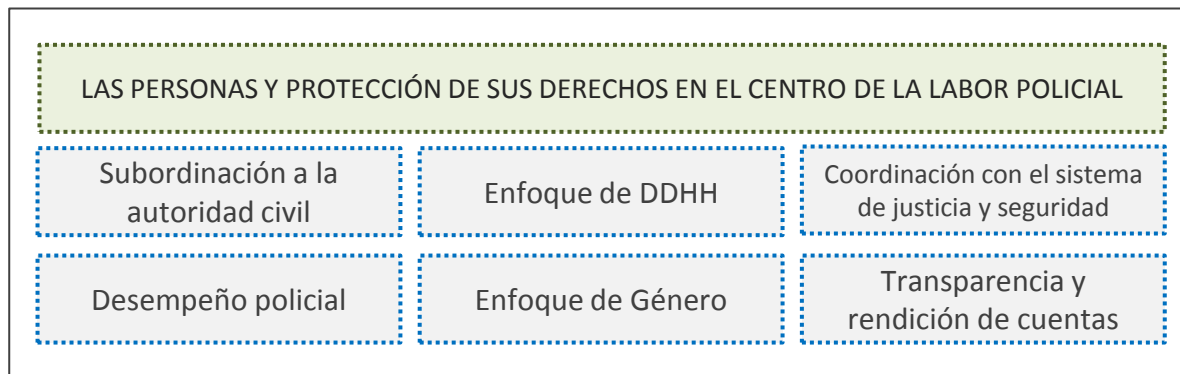 LAS PERSONAS Y PROTECCIÓN DE SUS DERECHOS EN EL CENTRO DE LA LABOR POLICIAL
Subordinación a la
autoridad civil
Enfoque de DDHH
Coordinación con el sistema
de justicia y seguridad
Desempeño policial
Enfoque de Género
Transparencia y
rendición de cuentas